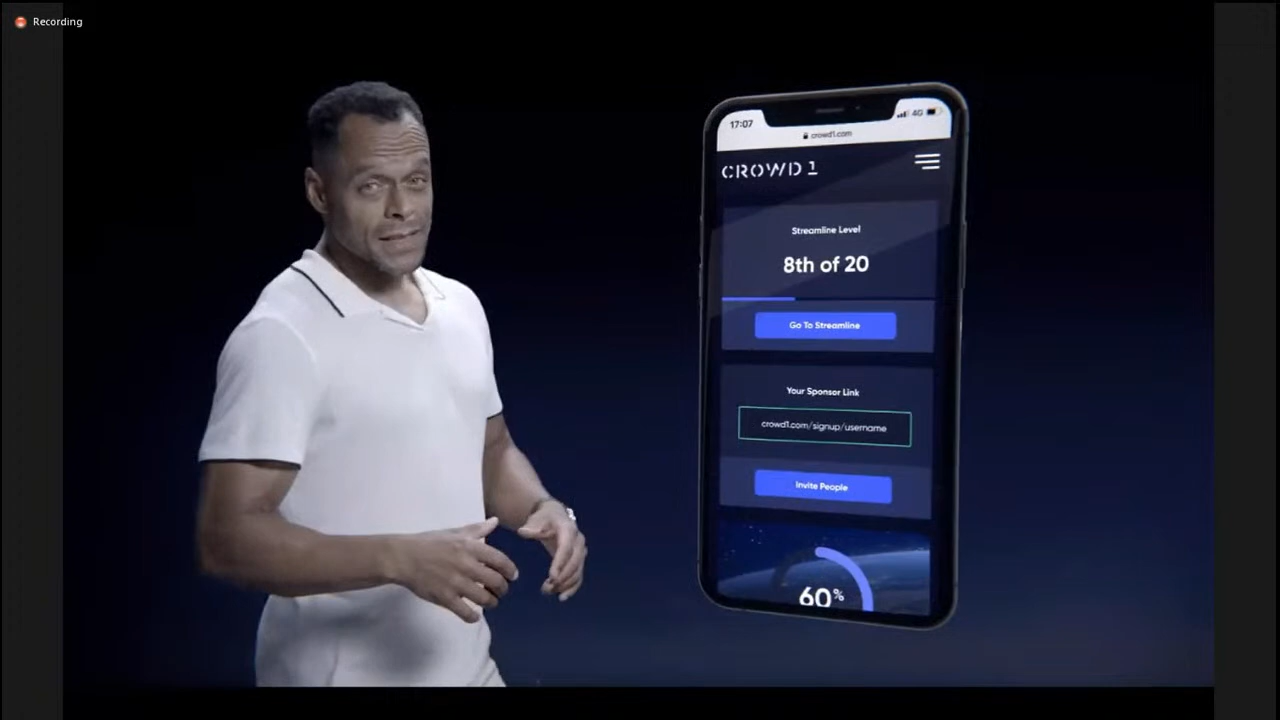 Recording
17:07
4G
crowd1.com
CROWD 1
Streamline Level
8th of 20
Go To Streamline
Your Sponsor Link
crowd1.com/signup/username
Invite People
60%